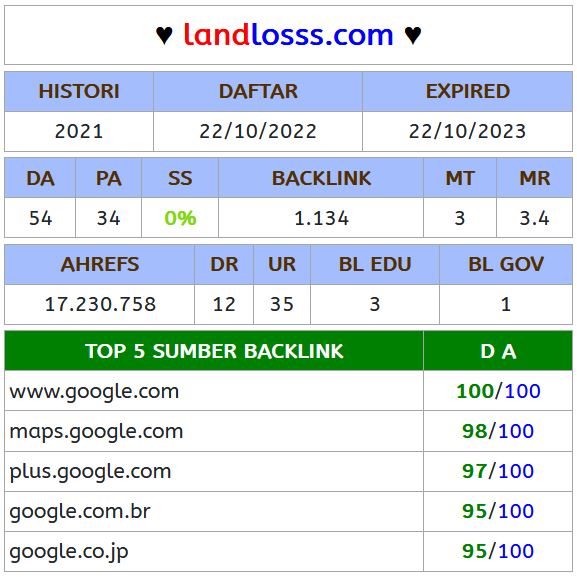 ♥ landlosss.com ♥
HISTORI DAFTAR EXPIRED
2021 22/10/2022 22/10/2023
DA PA SS BACKLINK MT MR
54 34 0% 1.134 3 3.4
AHREFS DR UR BL EDU BL GOV
17.230.758 12 35 3 1
TOP 5 SUMBER BACKLINK D A
www.google.com 100/100
maps.google.com 98/100
plus.google.com 97/100
google.com.br 95/100
google.co.jp 95/100